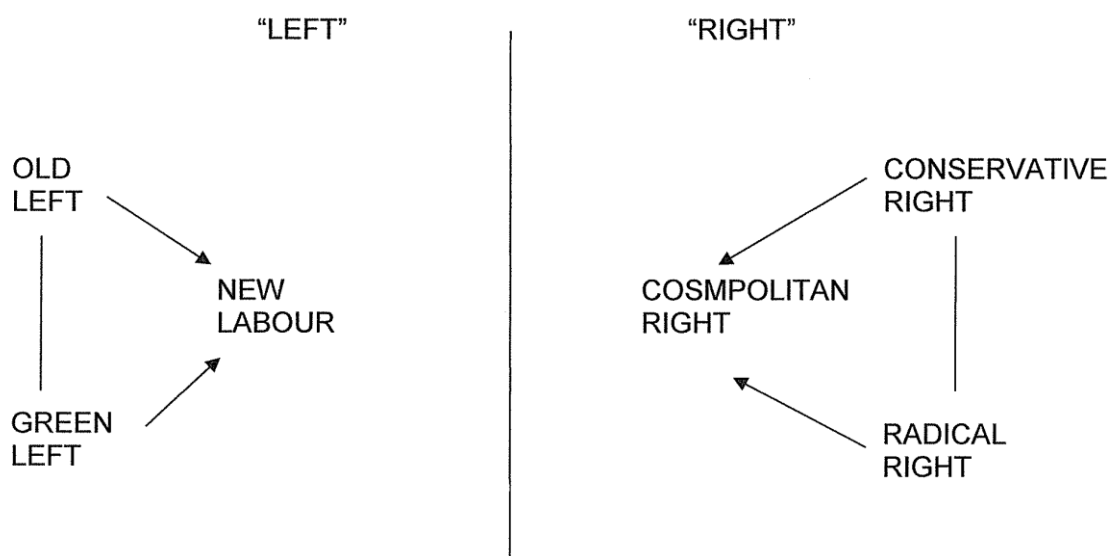 “LEFT”
“RIGHT”
OLD
LEFT
CONSERVATIVE
RIGHT
NEW
LABOUR
COSMPOLITAN
RIGHT
GREEN
LEFT
RADICAL
RIGHT